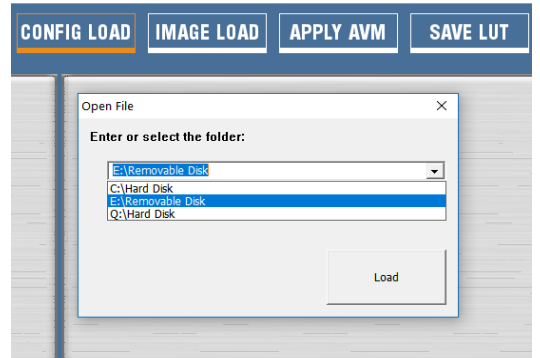 CONFIG LOAD IMAGE LOAD APPLY AVM SAVE LUT
Open File
Enter or select the folder:
E:\Removable Disk
C:\Hard Disk
E:\Removable Disk
Q:\Hard Disk
Load